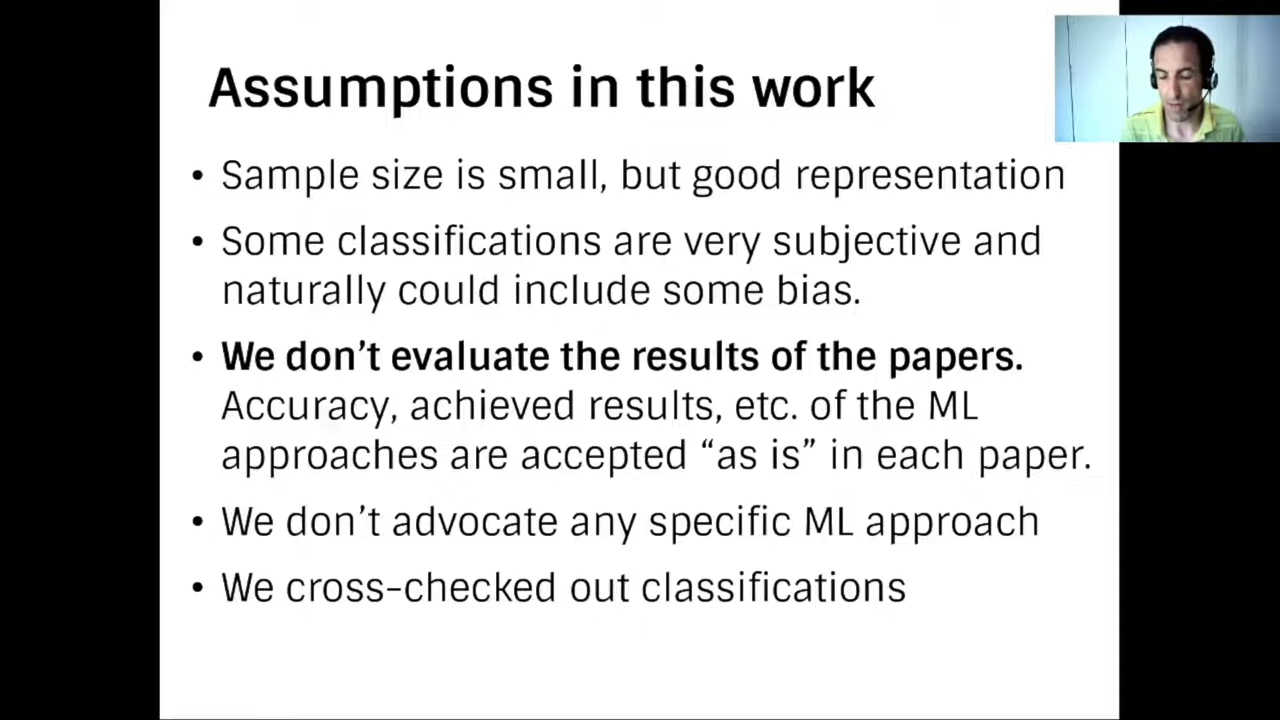 Assumptions in this work
• Sample size is small, but good representation
• Some classifications are very subjective and
naturally could include some bias.
• We don’t evaluate the results of the papers.
Accuracy, achieved results, etc. of the ML
approaches are accepted “as is” in each paper.
• We don’t advocate any specific ML approach
• We cross-checked out classifications